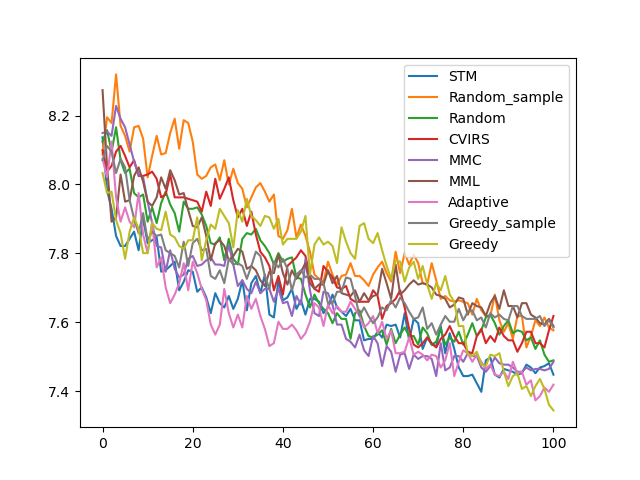 8.2
8.0
7.8
7.6
7.4
0
20
40
60
80
100
STM
Random_sample
Random
CVIRS
MMC
MML
Adaptive
Greedy_sample
Greedy